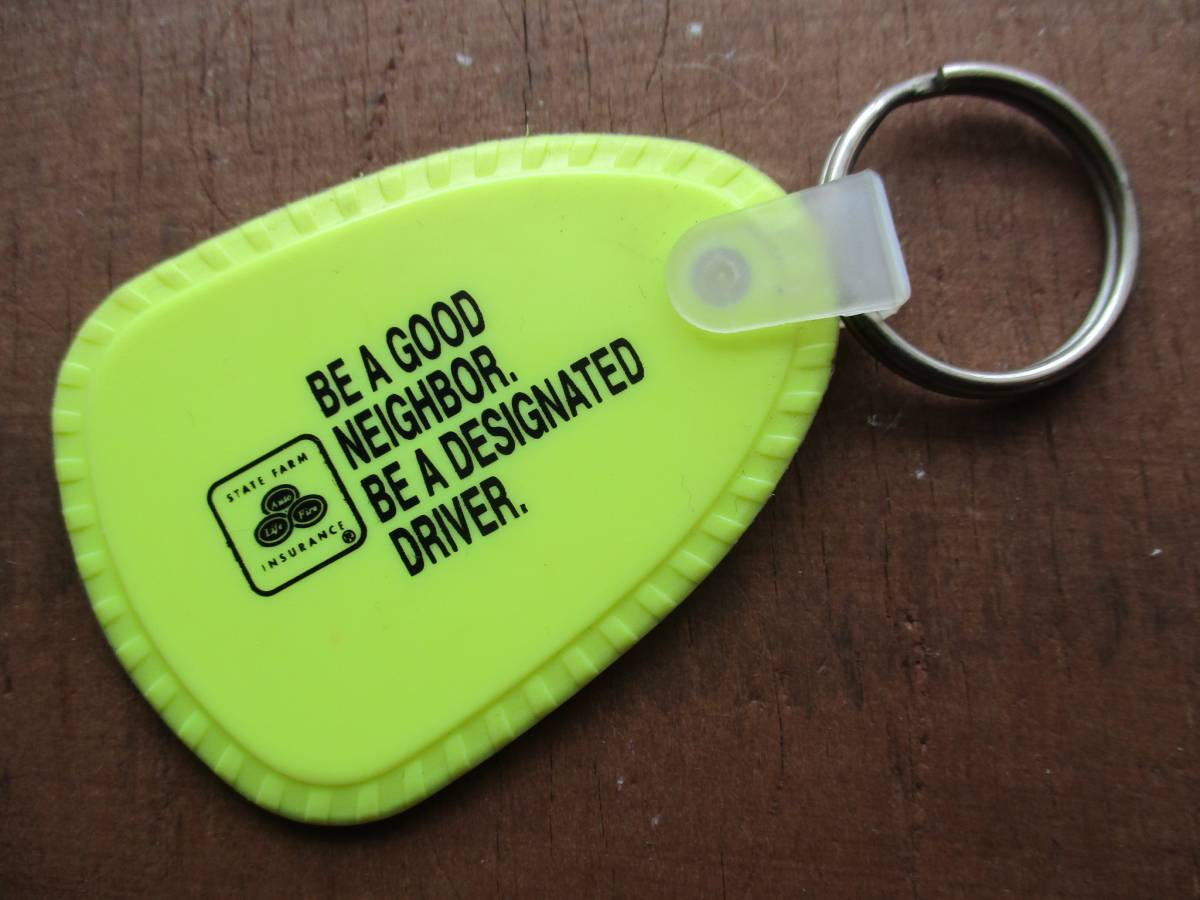 BE A GOOD
NEIGHBOR.
BE A DESIGNATED
DRIVER.
STATE FARM
Auto
Life Fire
INSURANCE®